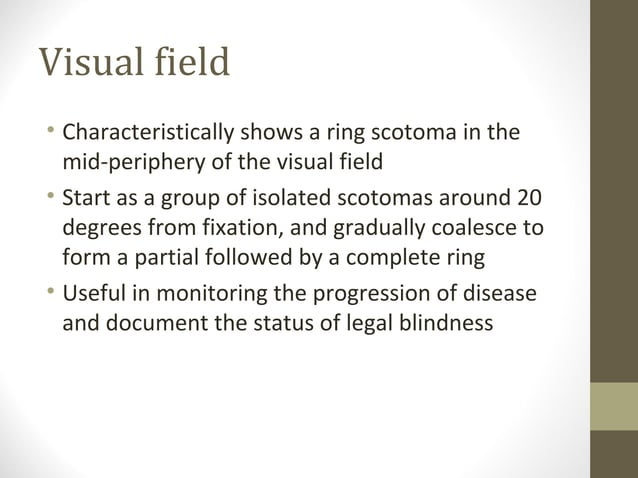 Visual field
• Characteristically shows a ring scotoma in the
mid-periphery of the visual field
• Start as a group of isolated scotomas around 20
degrees from fixation, and gradually coalesce to
form a partial followed by a complete ring
• Useful in monitoring the progression of disease
and document the status of legal blindness